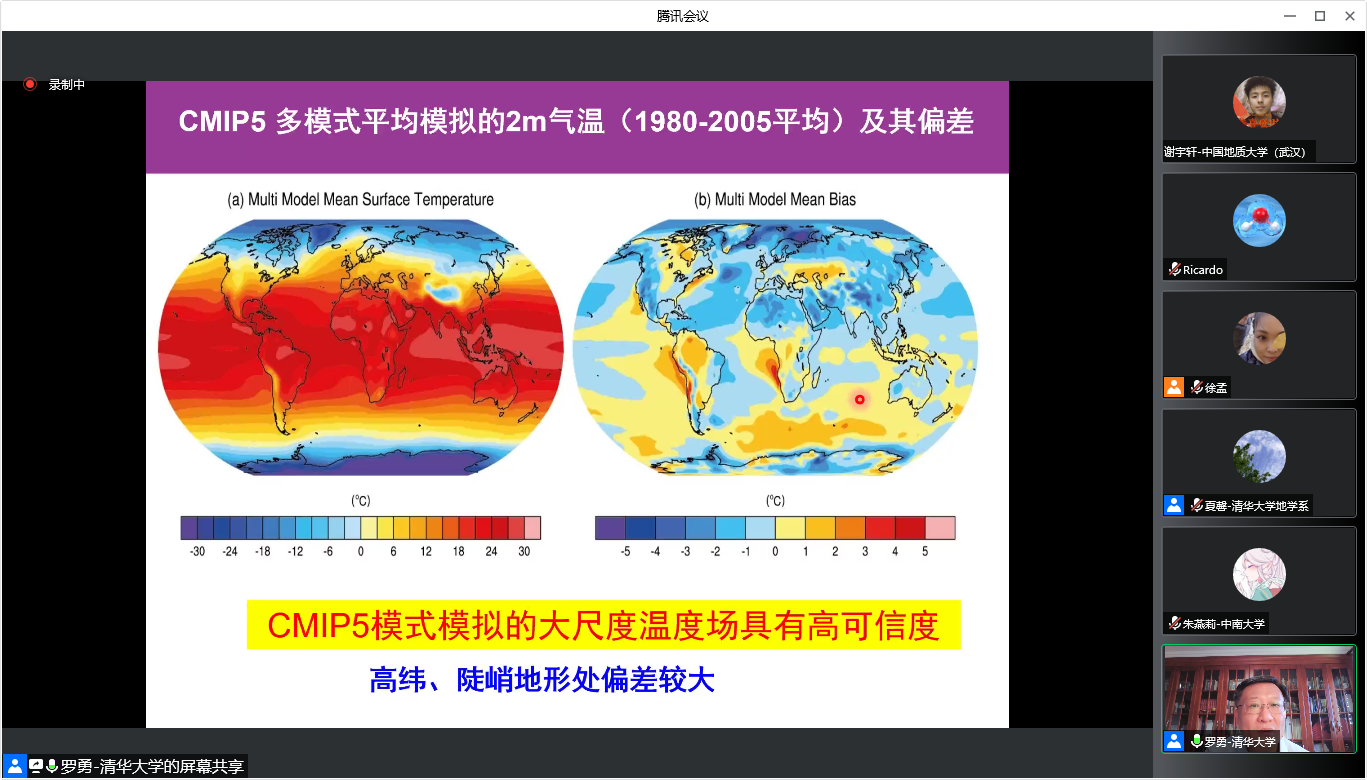 腾讯会议
录制中
CMIP5 多模式平均模拟的2m气温（1980-2005平均）及其偏差
(a) Multi Model Mean Surface Temperature
(b) Multi Model Mean Bias
(°C)
-30 -24 -18 -12 -6 0 6 12 18 24 30
(°C)
-5 -4 -3 -2 -1 0 1 2 3 4 5
CMIP5模式模拟的大尺度温度场具有高可信度
高纬、陡峭地形处偏差较大
罗勇-清华大学的屏幕共享
谢宇轩-中国地质大学（武汉）
Ricardo
徐孟
夏馨-清华大学地学系
朱燕莉-中南大学
罗勇-清华大学